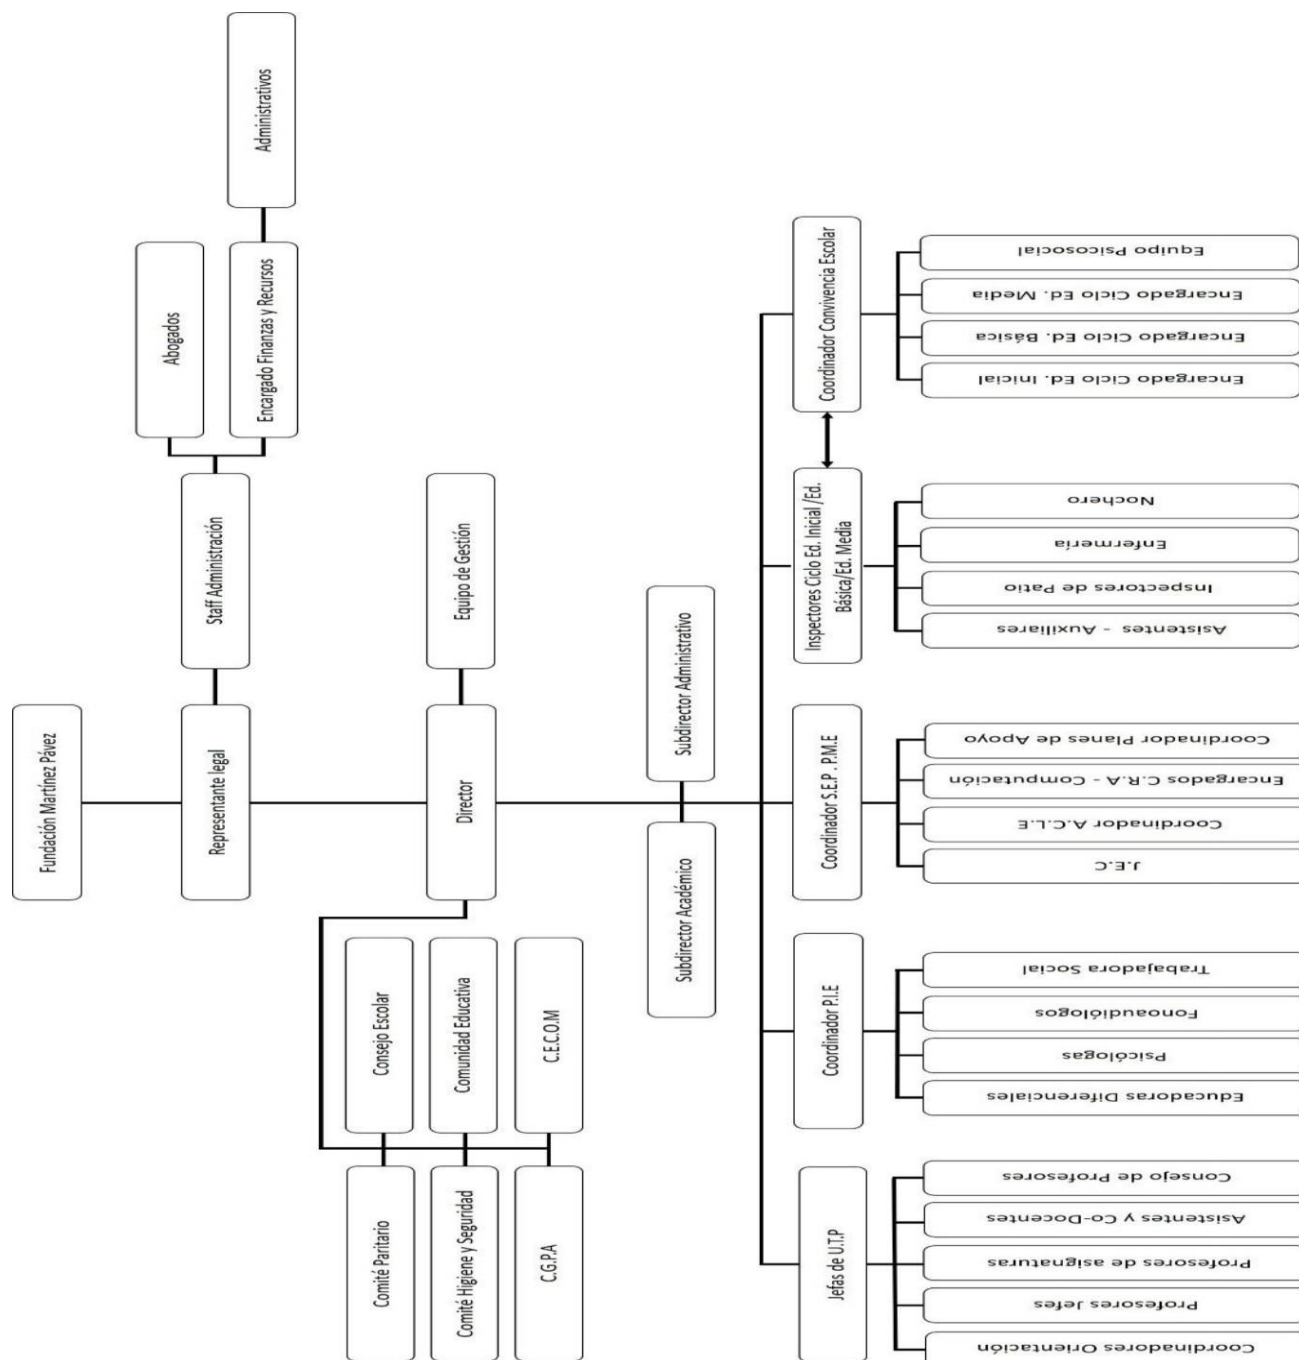 Fundación Martínez Pávez
Representante legal
Staff Administración
Abogados
Encargado Finanzas y Recursos
Administrativos
Director
Equipo de Gestión
Comité Paritario
Consejo Escolar
Comité Higiene y Seguridad
Comunidad Educativa
C.G.P.A
C.E.C.O.M
Subdirector Académico
Subdirector Administrativo
Jefas de U.T.P
Coordinador P.I.E
Coordinador S.E.P . P.M.E
Inspectores Ciclo Ed. Inicial /Ed.
Básica/Ed. Media
Coordinador Convivencia Escolar
Coordinadores Orientación
Profesores Jefes
Profesores de asignaturas
Asistentes y Co-Docentes
Consejo de Profesores
Educadoras Diferenciales
Psicólogas
Fonoaudiólogos
Trabajadora Social
J.E.C
Coordinador A.C.L.E
Encargados C.R.A - Computación
Coordinador Planes de Apoyo
Asistentes - Auxiliares
Inspectores de Patio
Enfermería
Nochero
Encargado Ciclo Ed. Inicial
Encargado Ciclo Ed. Básica
Encargado Ciclo Ed. Media
Equipo Psicosocial